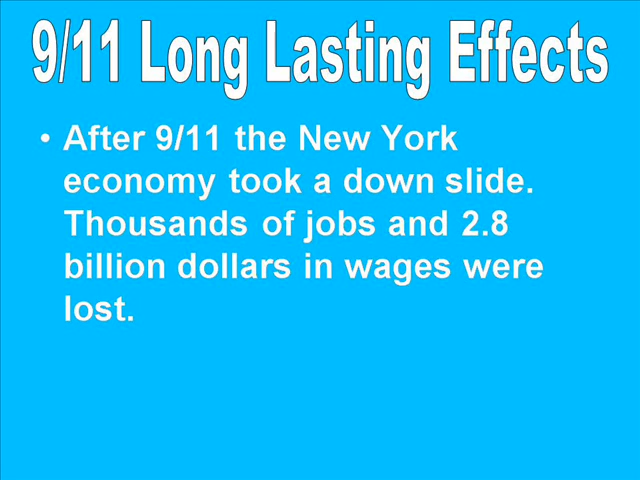 9/11 Long Lasting Effects
• After 9/11 the New York
economy took a down slide.
Thousands of jobs and 2.8
billion dollars in wages were
lost.